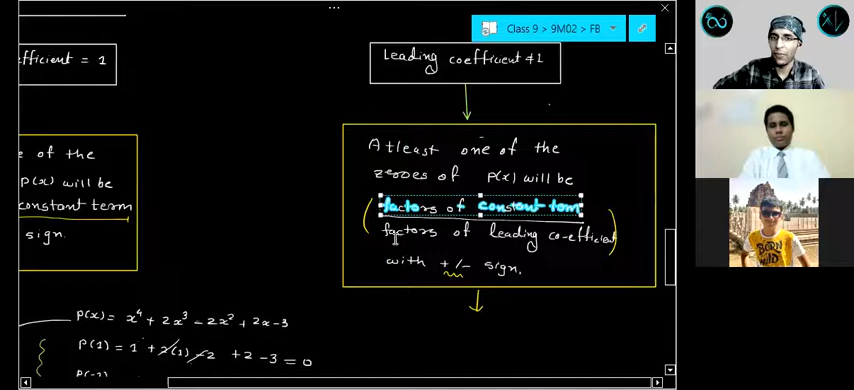 Class 9 > 9M02 > FB
fficient = 1
Leading coefficient ≠1
e of the
p(x) will be
constant term
sign.
Atleast one of the
zeroes of p(x) will be
factors of constant term
factors of leading co-efficient
with +/- sign.
P(x) = x⁴ + 2x³ - 2x² + 2x-3
P(1) = 1 + 2(1) - 2 + 2 - 3 = 0
BORN
WILD